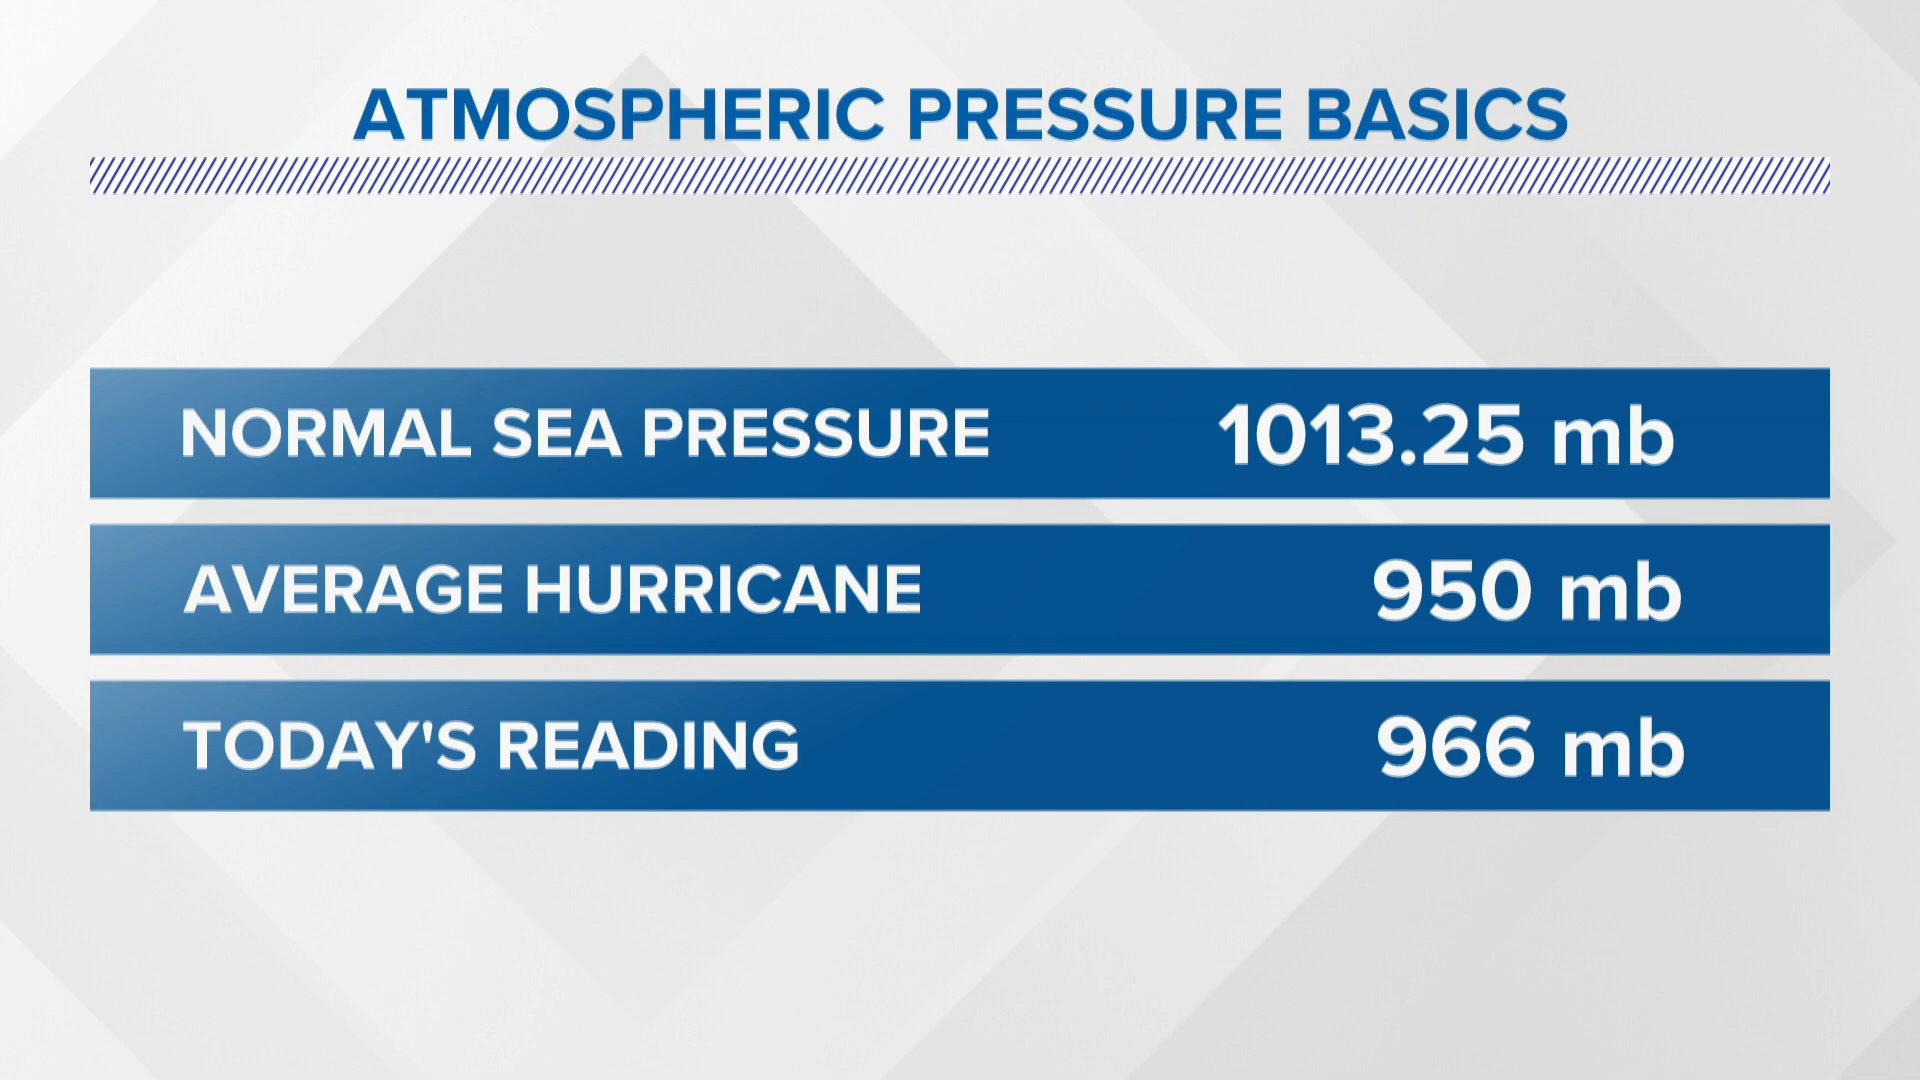 ATMOSPHERIC PRESSURE BASICS
NORMAL SEA PRESSURE 1013.25 mb
AVERAGE HURRICANE 950 mb
TODAY'S READING 966 mb